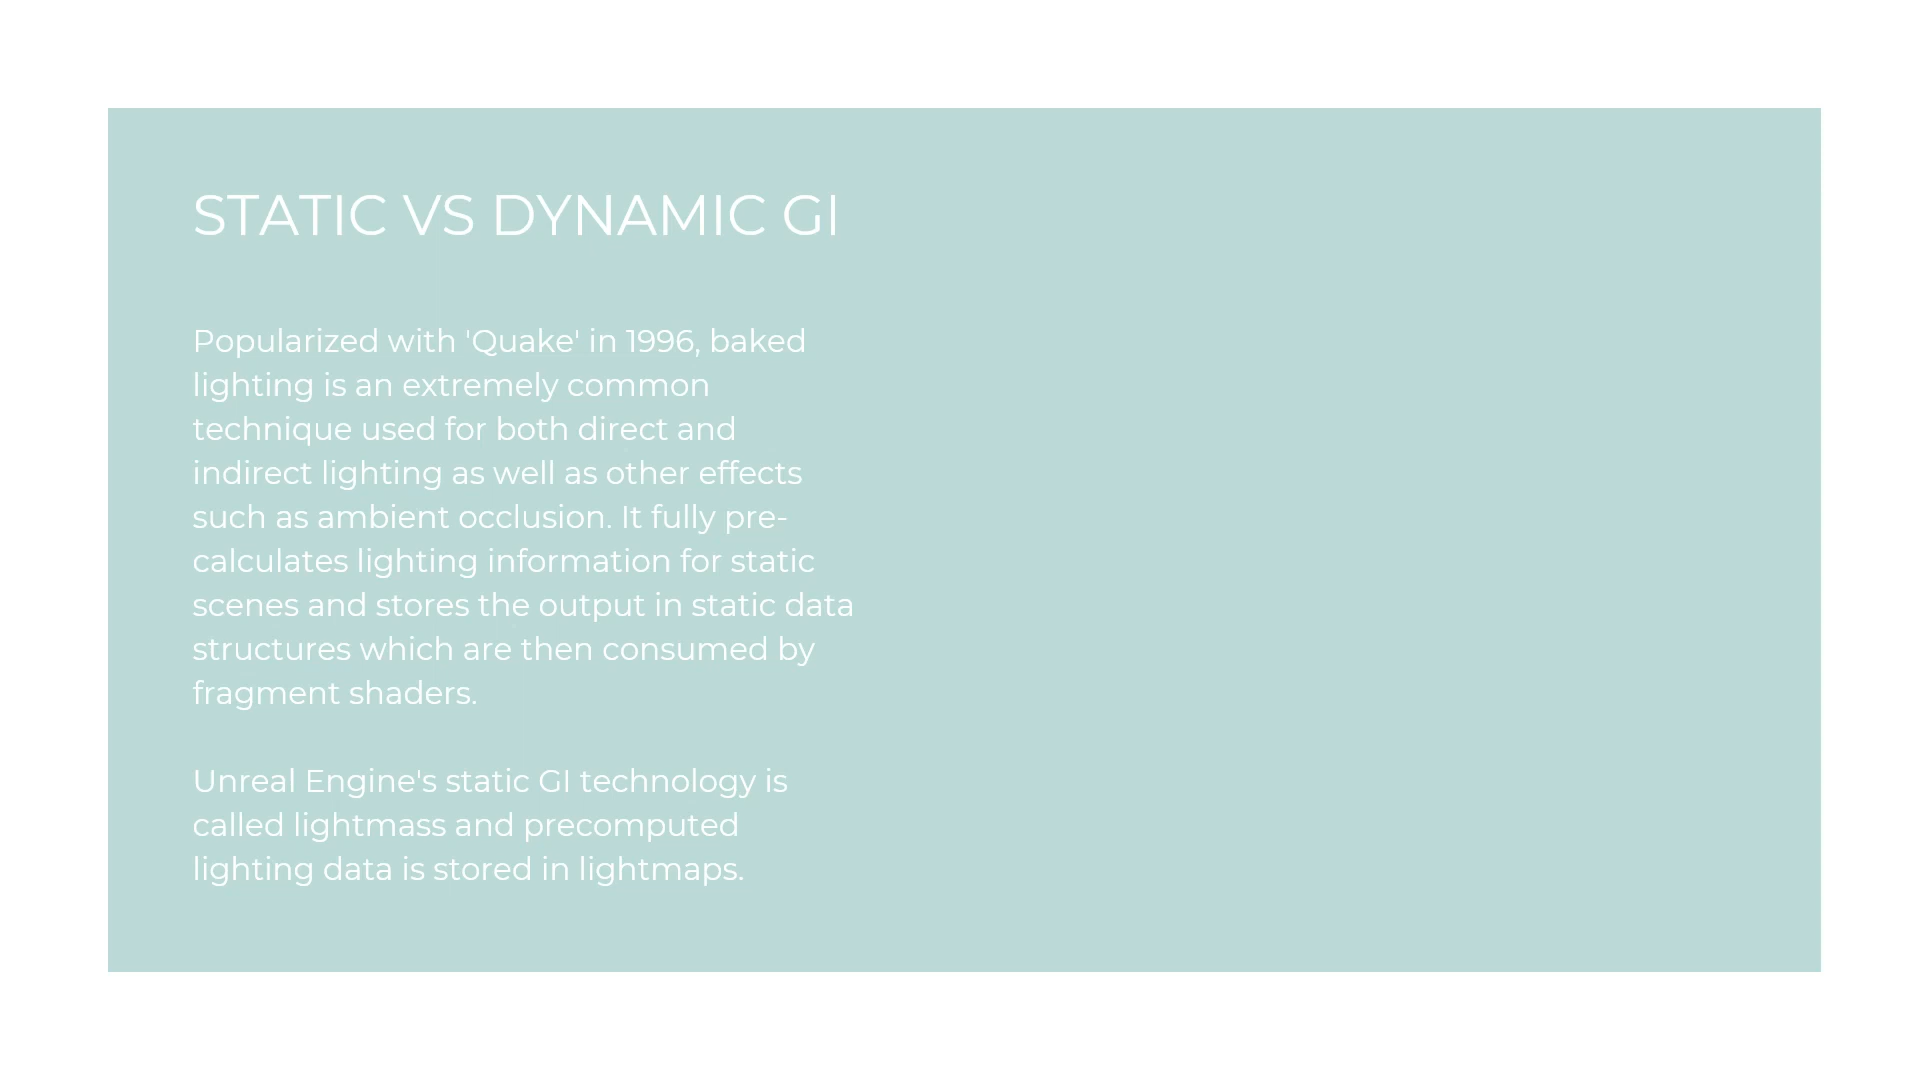 STATIC VS DYNAMIC GI
Popularized with 'Quake' in 1996, baked
lighting is an extremely common
technique used for both direct and
indirect lighting as well as other effects
such as ambient occlusion. It fully pre-
calculates lighting information for static
scenes and stores the output in static data
structures which are then consumed by
fragment shaders.
Unreal Engine's static GI technology is
called lightmass and precomputed
lighting data is stored in lightmaps.